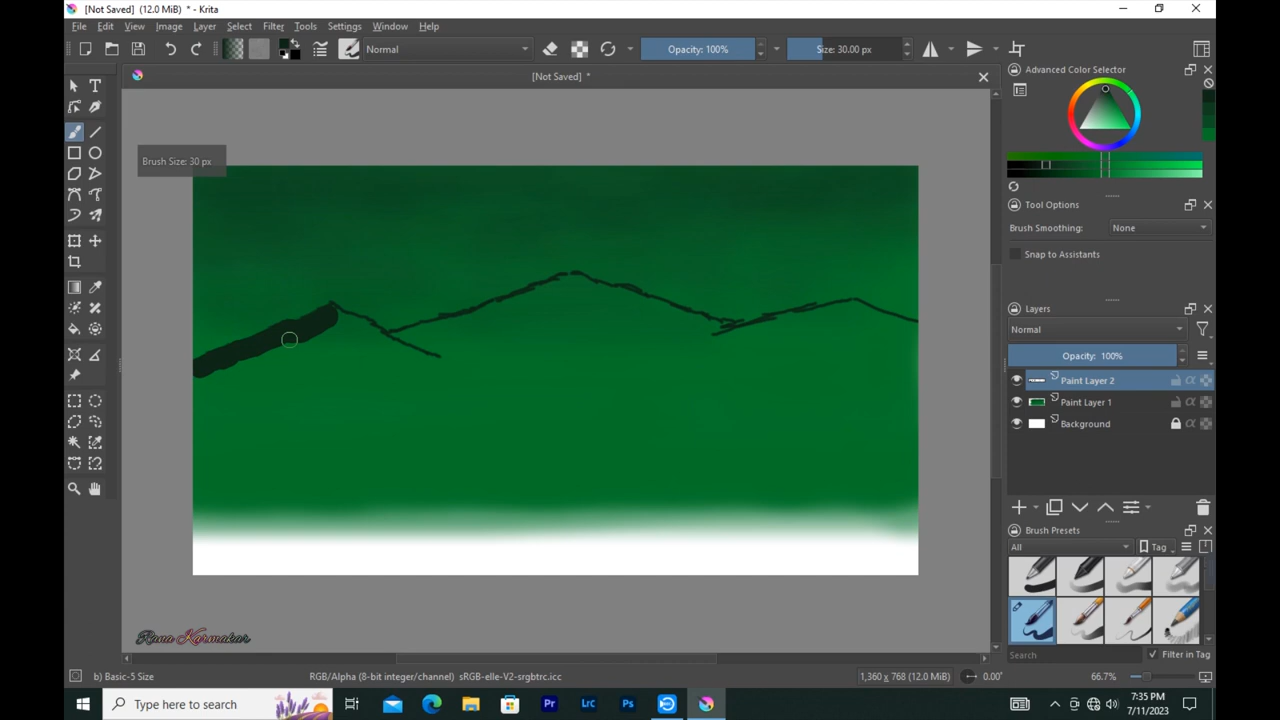 [Not Saved] (12.0 MiB) * - Krita
File Edit View Image Layer Select Filter Tools Settings Window Help
Normal
Opacity: 100%
Size: 30.00 px
[Not Saved] *
Brush Size: 30 px
Advanced Color Selector
Tool Options
Brush Smoothing: None
Snap to Assistants
Layers
Normal
Opacity: 100%
Paint Layer 2
Paint Layer 1
Background
Brush Presets
All
Tag
Search
Filter in Tag
Rana Karmakar
b) Basic-5 Size
RGB/Alpha (8-bit integer/channel) sRGB-elle-V2-srgbtrc.icc
1,360 x 768 (12.0 MiB)
0.00°
66.7%
Type here to search
Pr
Lrc
Ps
7:35 PM
7/11/2023